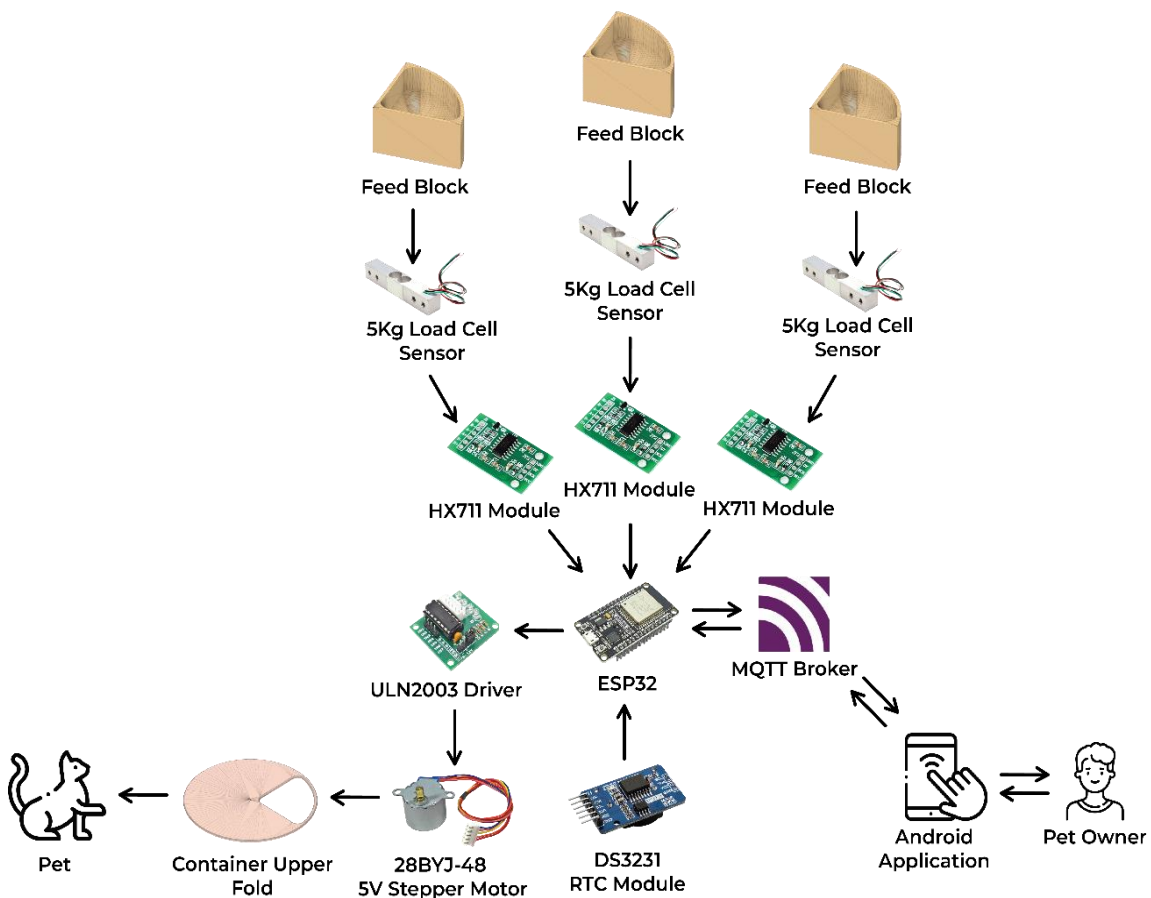 Feed Block
Feed Block
Feed Block
5Kg Load Cell
Sensor
5Kg Load Cell
Sensor
5Kg Load Cell
Sensor
HX711 Module
HX711 Module
HX711 Module
ULN2003 Driver
ESP32
MQTT Broker
Pet
Container Upper
Fold
28BYJ-48
5V Stepper Motor
DS3231
RTC Module
Android
Application
Pet Owner